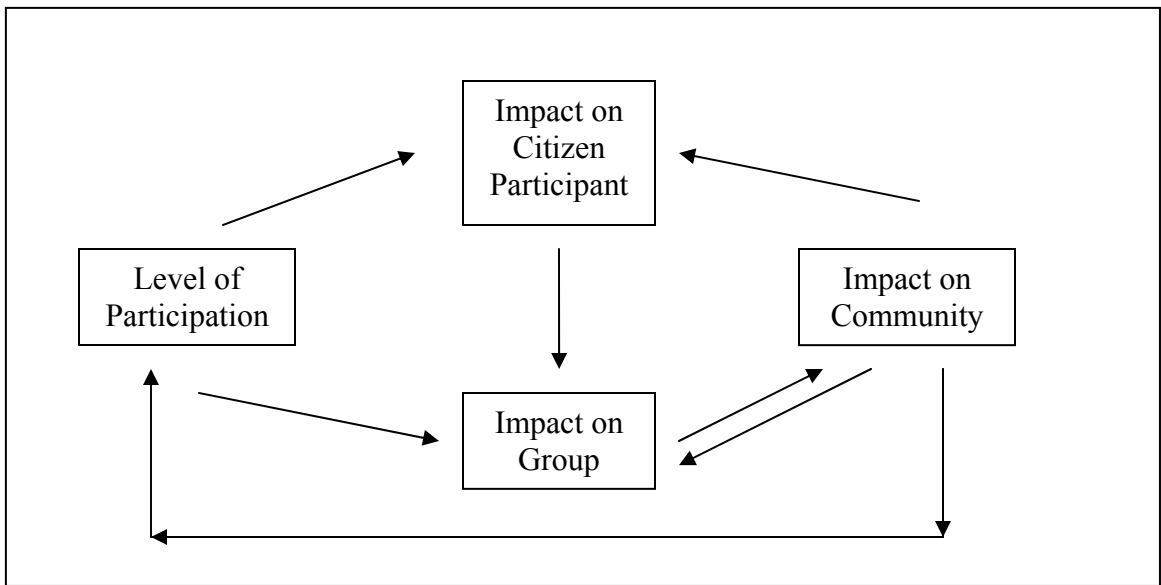 Impact on
Citizen
Participant
Level of
Participation
Impact on
Community
Impact on
Group